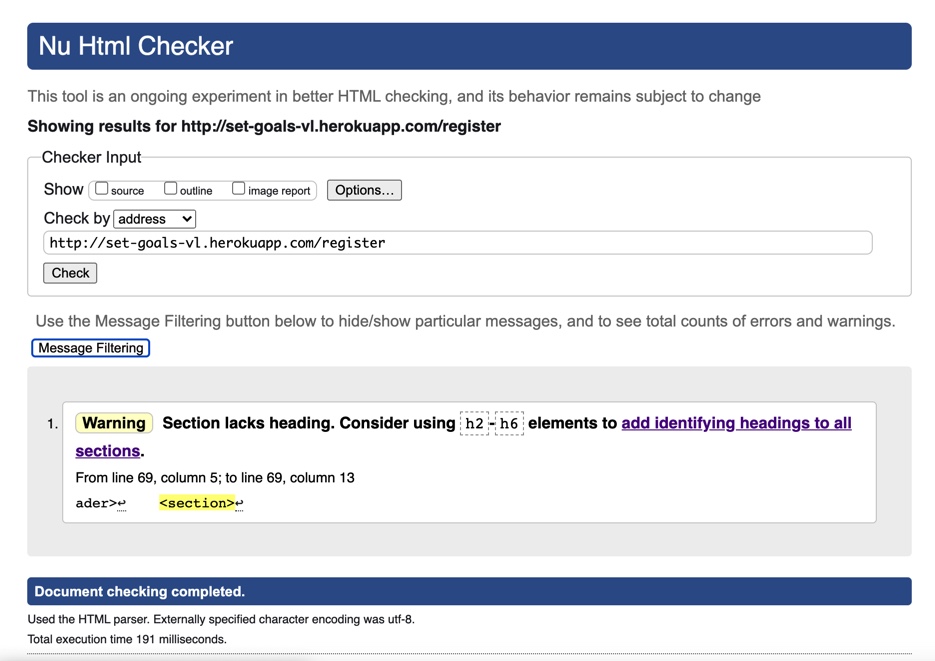 Nu Html Checker
This tool is an ongoing experiment in better HTML checking, and its behavior remains subject to change
Showing results for http://set-goals-vl.herokuapp.com/register
Checker Input
Show source outline image report Options...
Check by address
http://set-goals-vl.herokuapp.com/register
Check
Use the Message Filtering button below to hide/show particular messages, and to see total counts of errors and warnings.
Message Filtering
1. Warning Section lacks heading. Consider using h2-h6 elements to add identifying headings to all
sections.
From line 69, column 5; to line 69, column 13
ader>↩ <section>↩
Document checking completed.
Used the HTML parser. Externally specified character encoding was utf-8.
Total execution time 191 milliseconds.